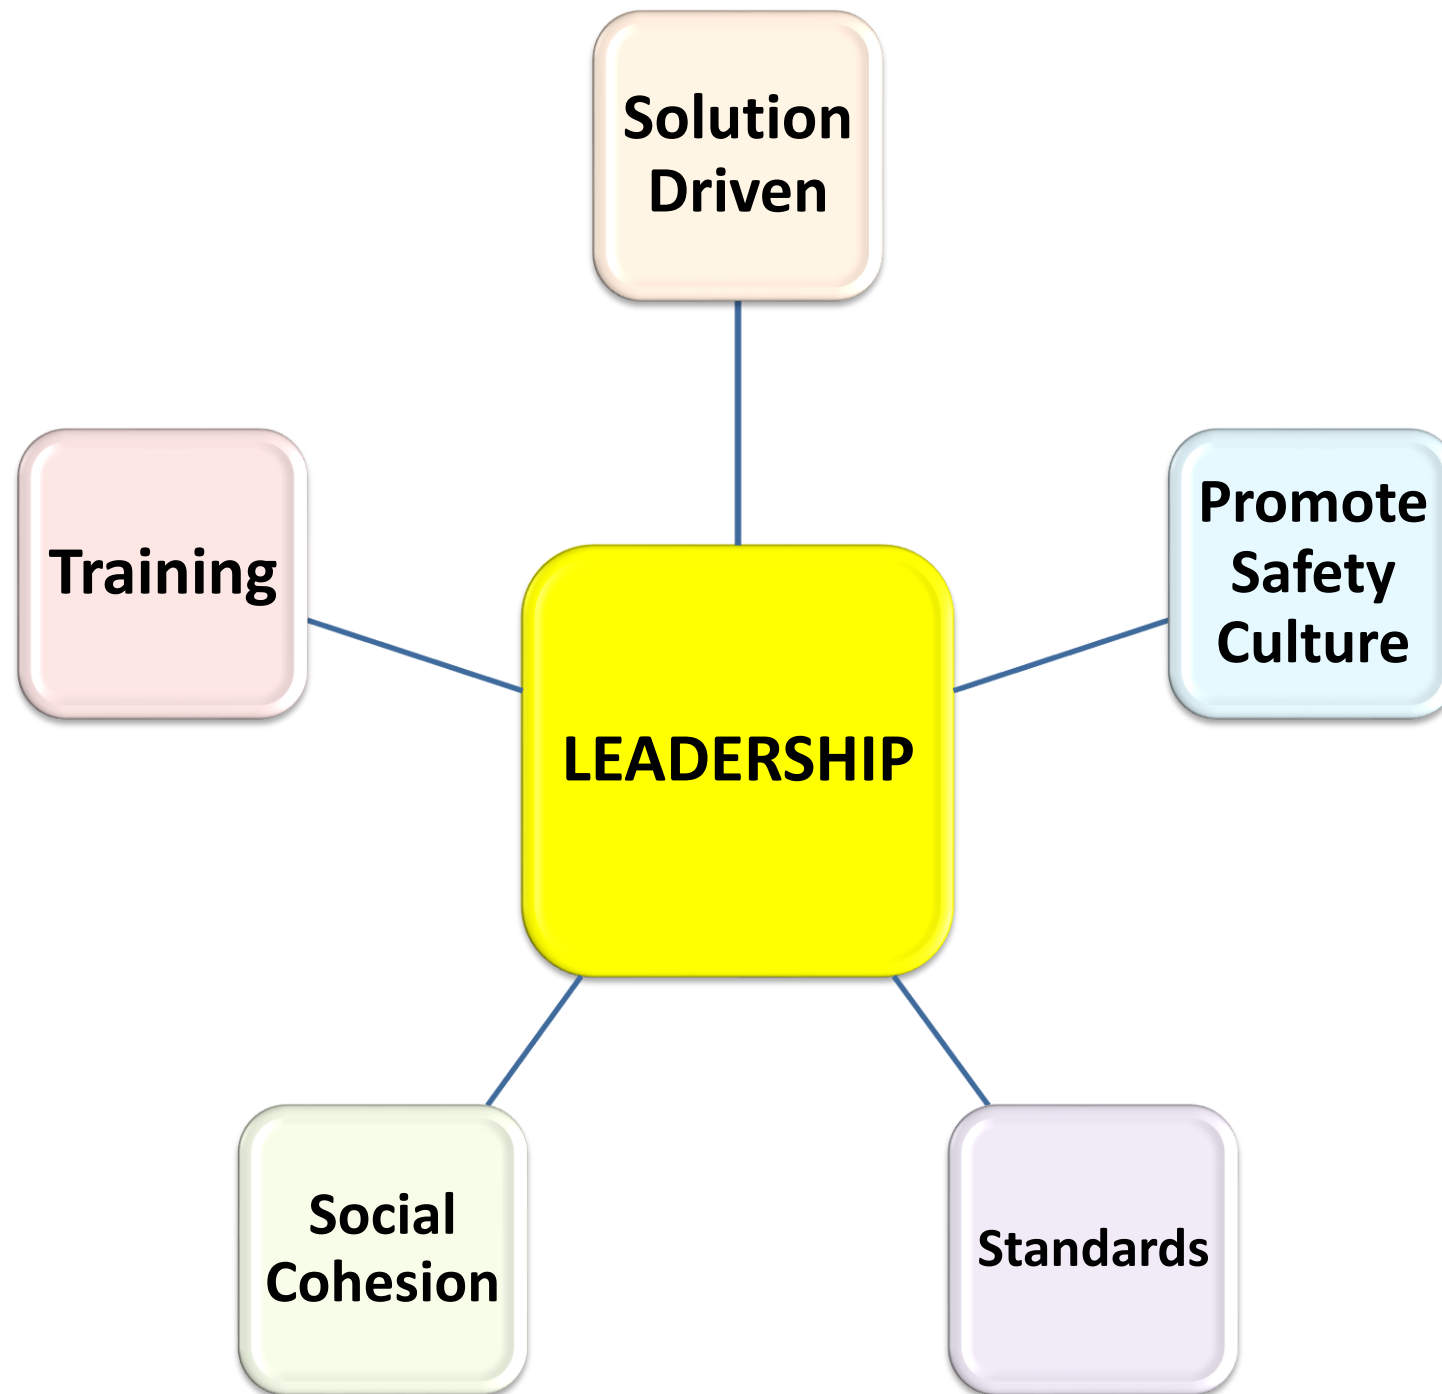 Solution
Driven
Promote
Safety
Culture
Training
LEADERSHIP
Social
Cohesion
Standards